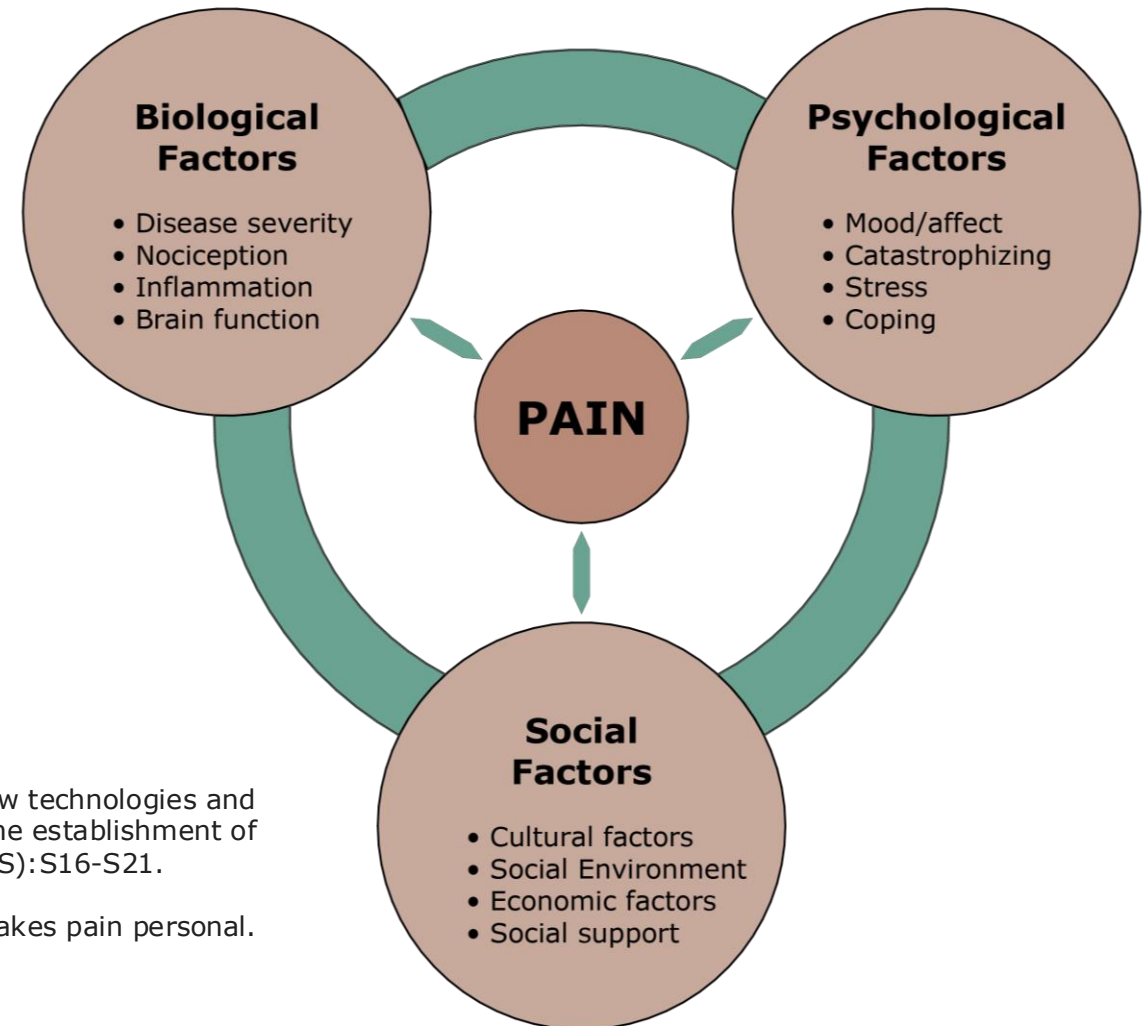 Biological
Factors
• Disease severity
• Nociception
• Inflammation
• Brain function
Psychological
Factors
• Mood/affect
• Catastrophizing
• Stress
• Coping
PAIN
Social
Factors
• Cultural factors
• Social Environment
• Economic factors
• Social support
technologies and
establishment of
S):S16-S21.
pain personal.